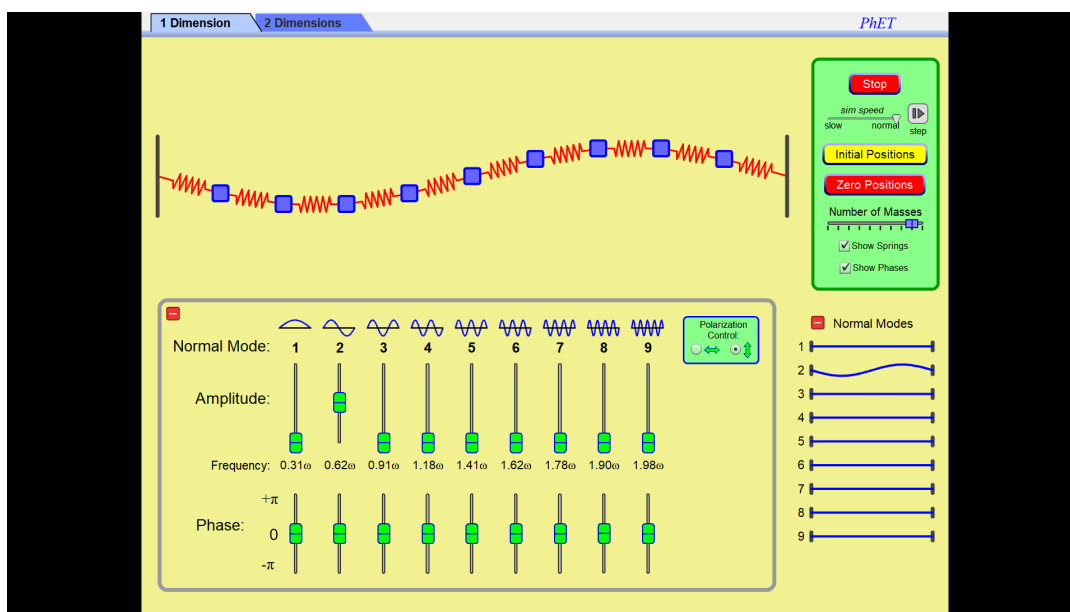 1 Dimension 2 Dimensions PhET
Stop
sim speed
slow normal step
Initial Positions
Zero Positions
Number of Masses
Show Springs
Show Phases
Normal Mode: 1 2 3 4 5 6 7 8 9
Polarization
Control:
Amplitude:
Frequency: 0.31ω 0.62ω 0.91ω 1.18ω 1.41ω 1.62ω 1.78ω 1.90ω 1.98ω
+π
Phase: 0
-π
Normal Modes
1
2
3
4
5
6
7
8
9